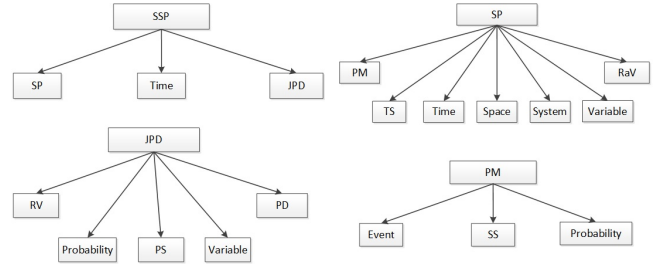 SSP
SP
Time
JPD
SP
PM
RaV
TS
Time
Space
System
Variable
JPD
RV
PD
Probability
PS
Variable
PM
Event
SS
Probability